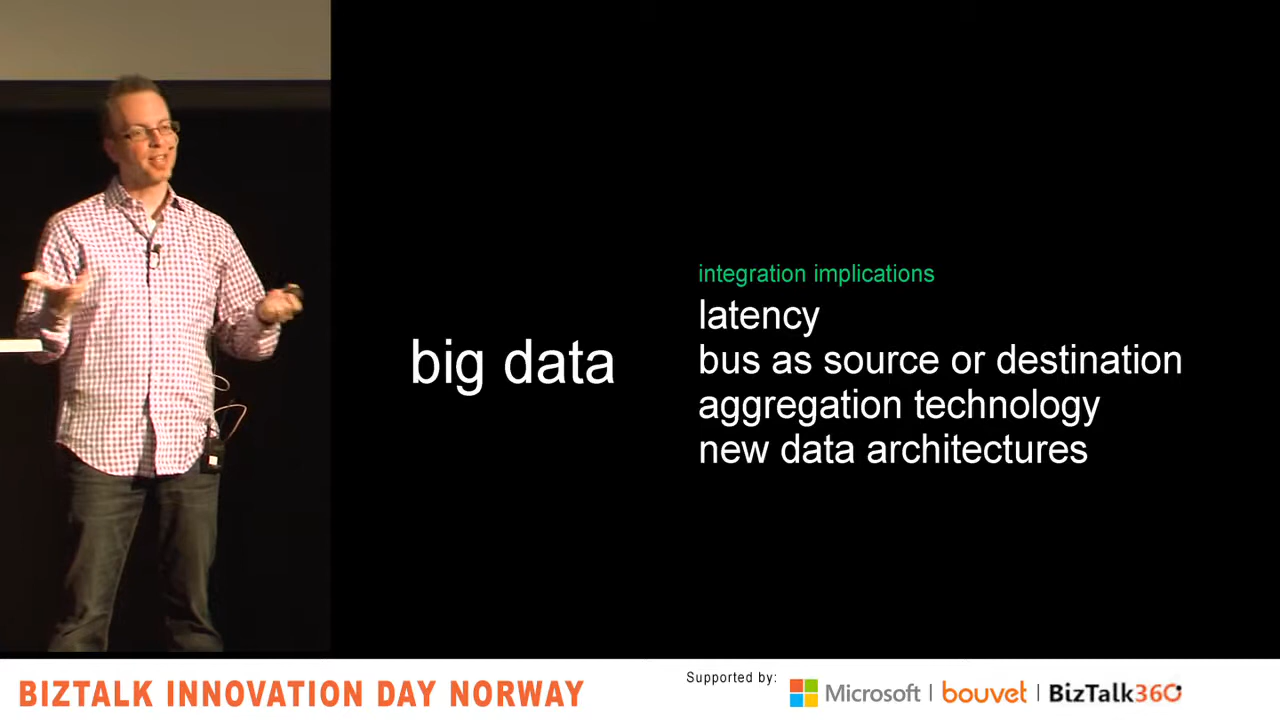 integration implications
latency
big data
bus as source or destination
aggregation technology
new data architectures
BIZTALK INNOVATION DAY NORWAY
Supported by:
Microsoft | bouvet | BizTalk360